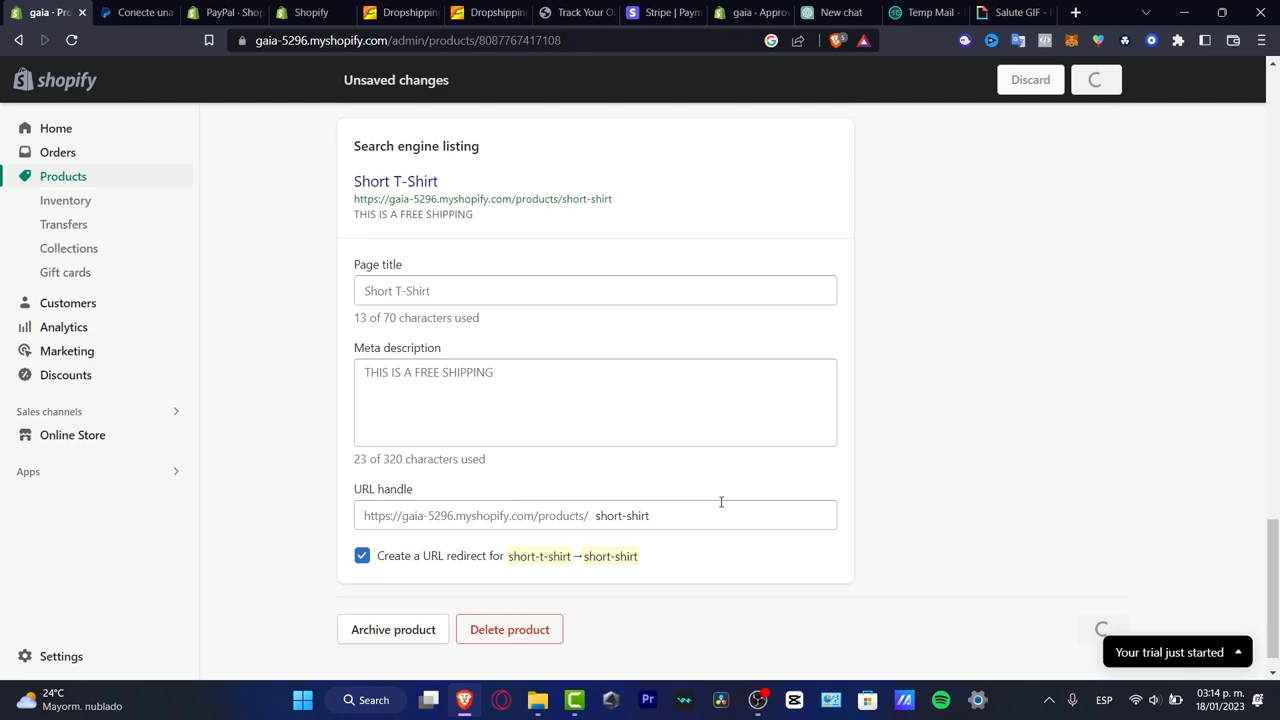 gaia · Pr
Conecte una
PayPal · Shop
Shopify
Dropshippin
Dropshippin
Track Your O
Stripe | Paym
gaia · Approv
New chat
Temp Mail -
Salute GIF - I
gaia-5296.myshopify.com/admin/products/8087767417108
shopify
Unsaved changes
Discard
Home
Orders
Products
Inventory
Transfers
Collections
Gift cards
Customers
Analytics
Marketing
Discounts
Sales channels
Online Store
Apps
Settings
Search engine listing
Short T-Shirt
https://gaia-5296.myshopify.com/products/short-shirt
THIS IS A FREE SHIPPING
Page title
Short T-Shirt
13 of 70 characters used
Meta description
THIS IS A FREE SHIPPING
23 of 320 characters used
URL handle
https://gaia-5296.myshopify.com/products/ short-shirt
Create a URL redirect for short-t-shirt→short-shirt
Archive product
Delete product
Your trial just started
24°C
Mayorm. nublado
Search
Pr
ESP
03:14 p. m.
18/01/2023